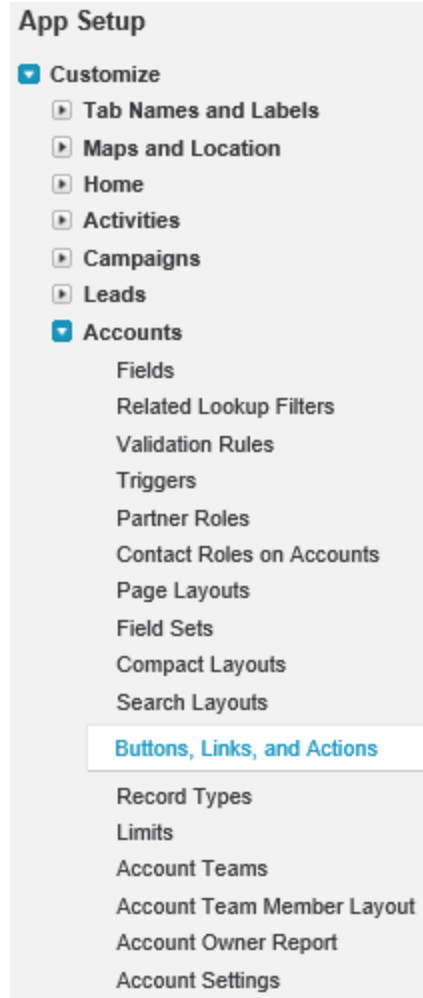 App Setup
Customize
Tab Names and Labels
Maps and Location
Home
Activities
Campaigns
Leads
Accounts
Fields
Related Lookup Filters
Validation Rules
Triggers
Partner Roles
Contact Roles on Accounts
Page Layouts
Field Sets
Compact Layouts
Search Layouts
Buttons, Links, and Actions
Record Types
Limits
Account Teams
Account Team Member Layout
Account Owner Report
Account Settings